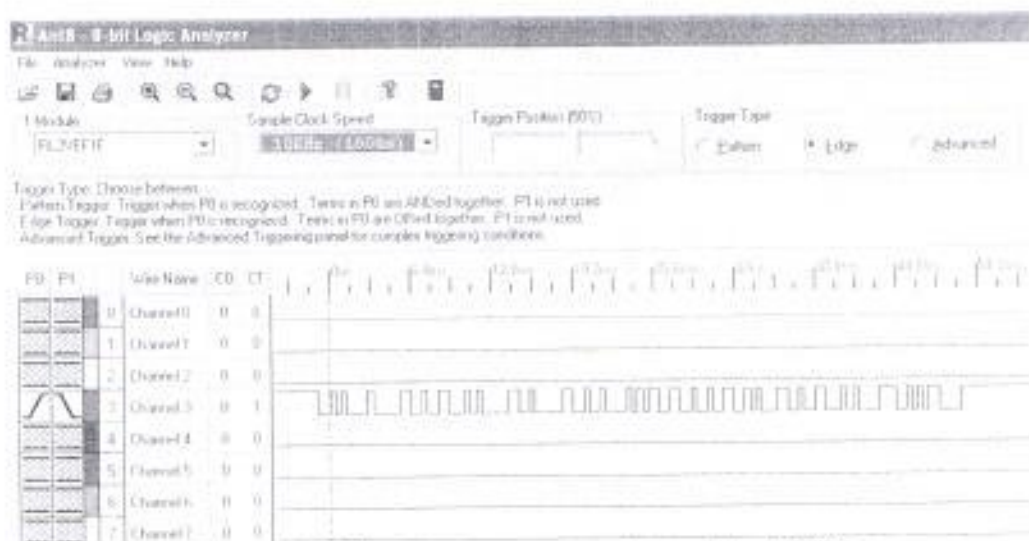 Ant8 - 8-bit Logic Analyzer
File Analyzer View Help
1 Module
Sample Clock Speed
Trigger Position (50%)
Trigger Type
Pattern Edge Advanced
Trigger Type: Choose between:
Pattern Trigger: Trigger when P0 is recognized. Terms in P0 are ANDed together. P1 is not used.
Edge Trigger: Trigger when P0 is recognized. Terms in P0 are ORed together. P1 is not used.
Advanced Trigger: See the Advanced Triggering panel for complex triggering conditions.
P0 P1 Wire Name C0 C1
0 Channel 0 0 0
1 Channel 1 0 0
2 Channel 2 0 0
3 Channel 3 0 1
4 Channel 4 0 0
5 Channel 5 0 0
6 Channel 6 0 0
7 Channel 7 0 0